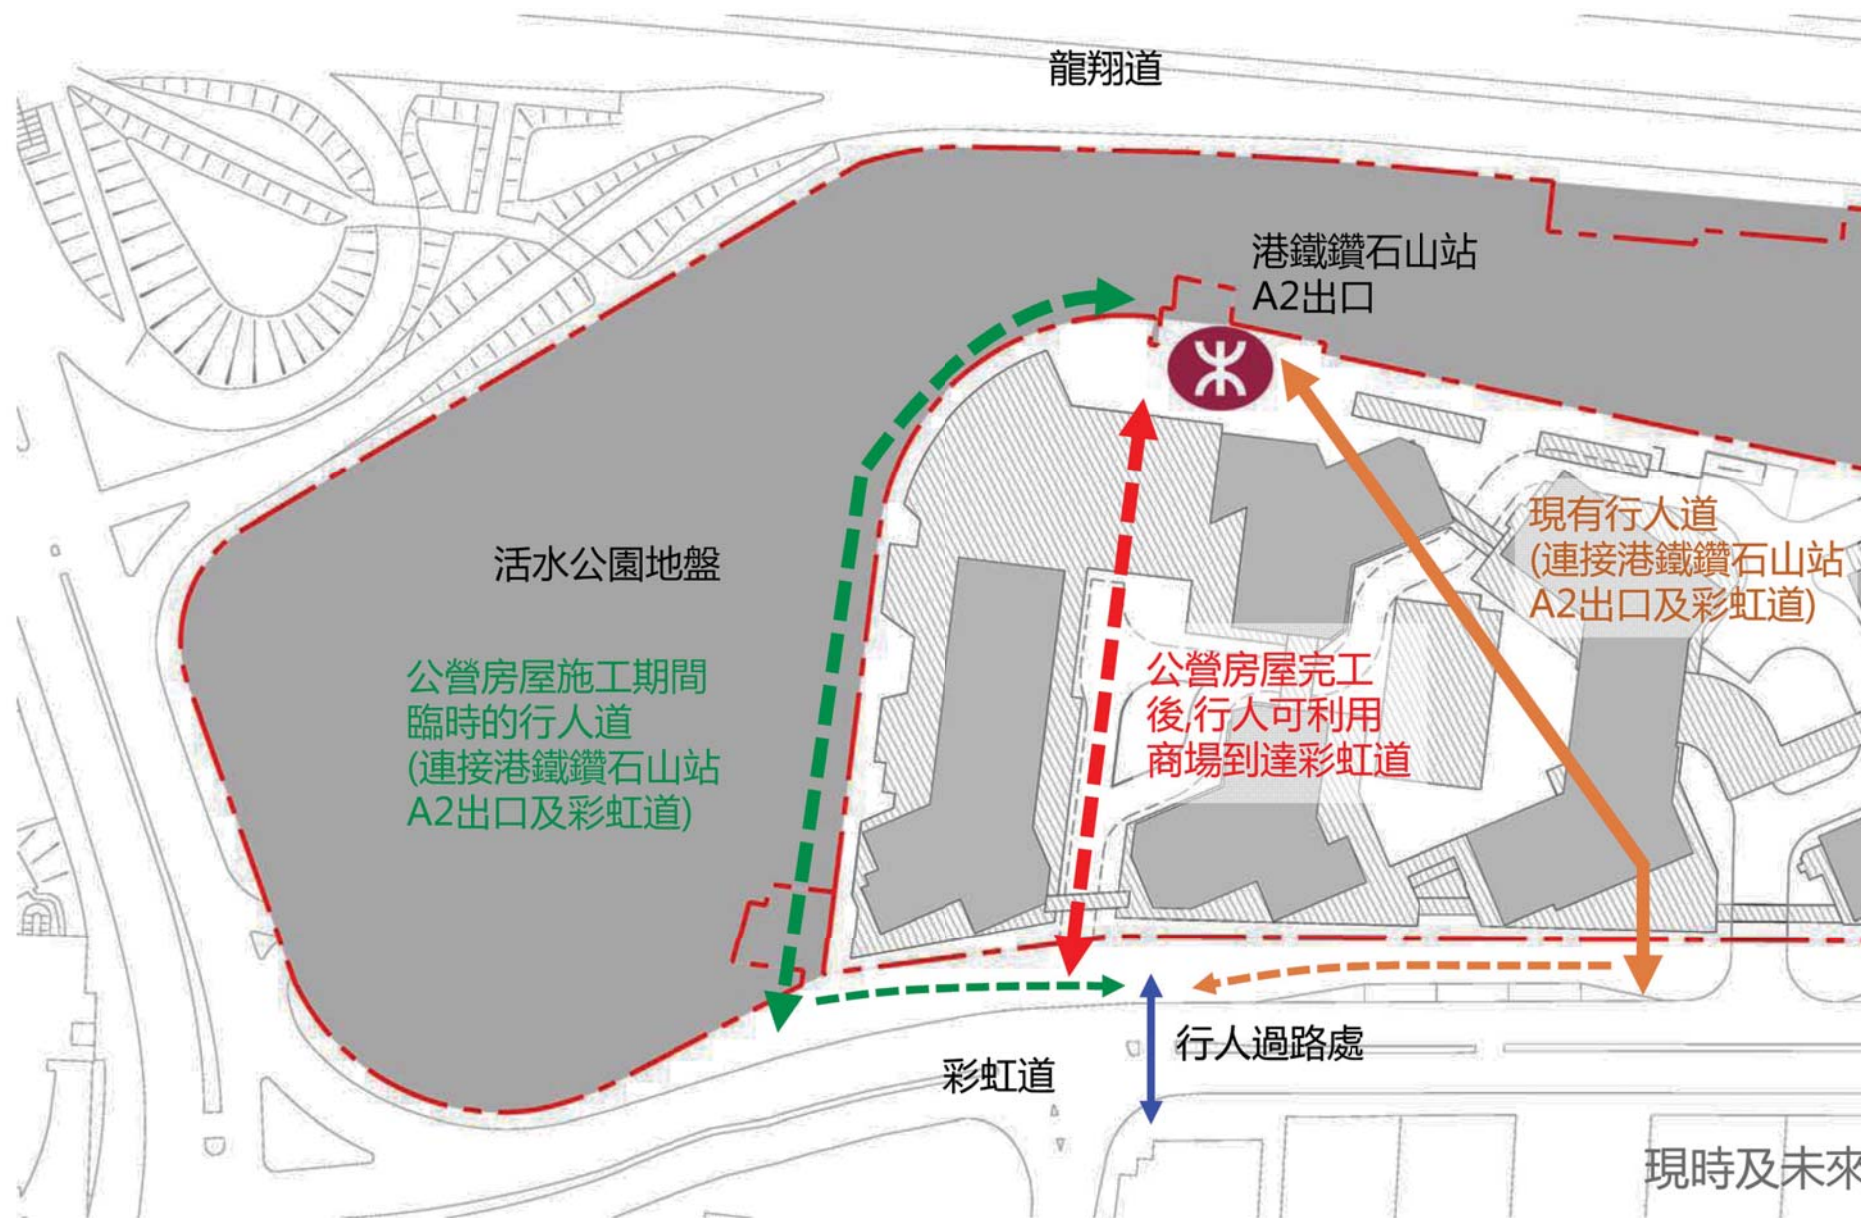 龍翔道
港鐵鑽石山站
A2出口
現有行人道
(連接港鐵鑽石山站
A2出口及彩虹道)
活水公園地盤
公營房屋施工期間
臨時的行人道
(連接港鐵鑽石山站
A2出口及彩虹道)
公營房屋完工
後,行人可利用
商場到達彩虹道
行人過路處
彩虹道
現時及未來